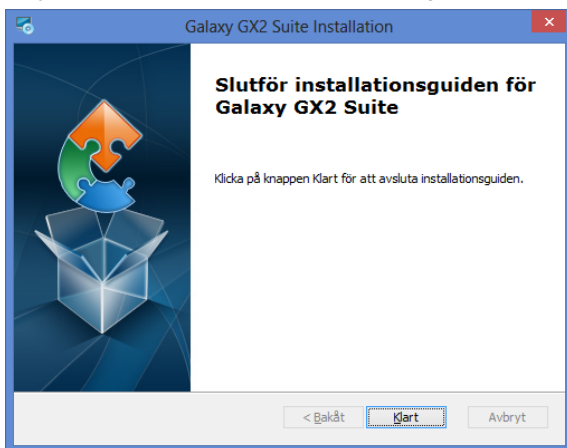 Galaxy GX2 Suite Installation
Slutför installationsguiden för
Galaxy GX2 Suite
Klicka på knappen Klart för att avsluta installationsguiden.
< Bakåt
Klart
Avbryt